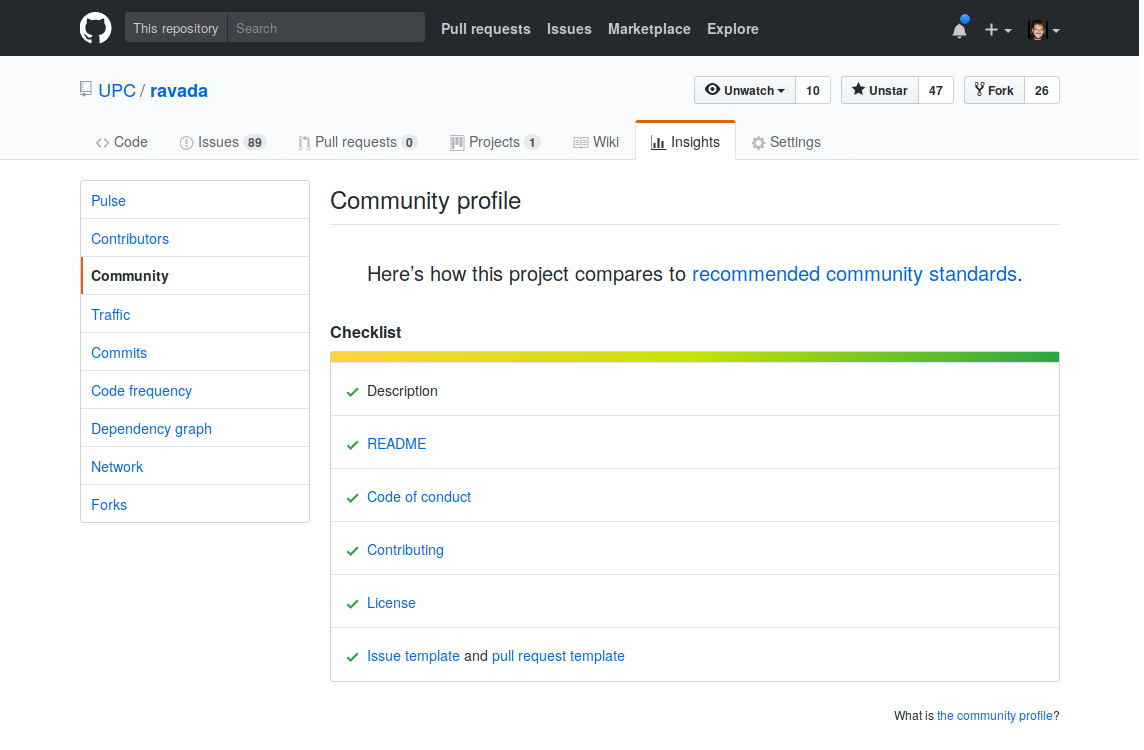 This repository Search Pull requests Issues Marketplace Explore
UPC / ravada Unwatch 10 Unstar 47 Fork 26
Code Issues 89 Pull requests 0 Projects 1 Wiki Insights Settings
Pulse
Contributors
Community
Traffic
Commits
Code frequency
Dependency graph
Network
Forks
Community profile
Here’s how this project compares to recommended community standards.
Checklist
Description
README
Code of conduct
Contributing
License
Issue template and pull request template
What is the community profile?